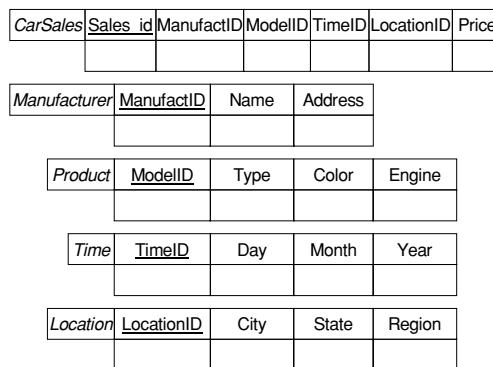 CarSales Sales_id ManufactID ModelID TimeID LocationID Price
Manufacturer ManufactID Name Address
Product ModelID Type Color Engine
Time TimeID Day Month Year
Location LocationID City State Region